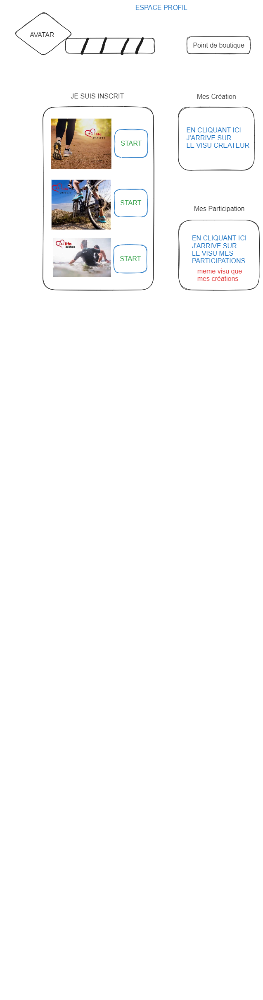 ESPACE PROFIL
AVATAR
Point de boutique
JE SUIS INSCRIT
+1 life
GRATUIT
START
+1 life
GRATUIT
START
+1 life
gratuit
START
Mes Création
EN CLIQUANT ICI
J'ARRIVE SUR
LE VISU CREATEUR
Mes Participation
EN CLIQUANT ICI
J'ARRIVE SUR
LE VISU MES
PARTICIPATIONS
meme visu que
mes créations